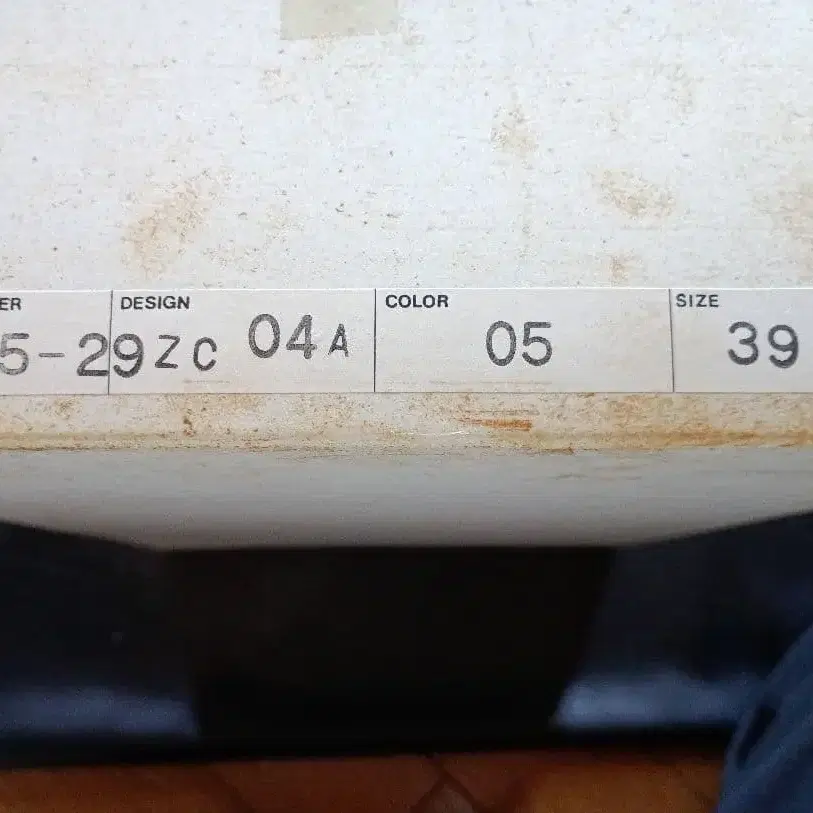 ER DESIGN COLOR SIZE
5-29ZC 04A 05 39